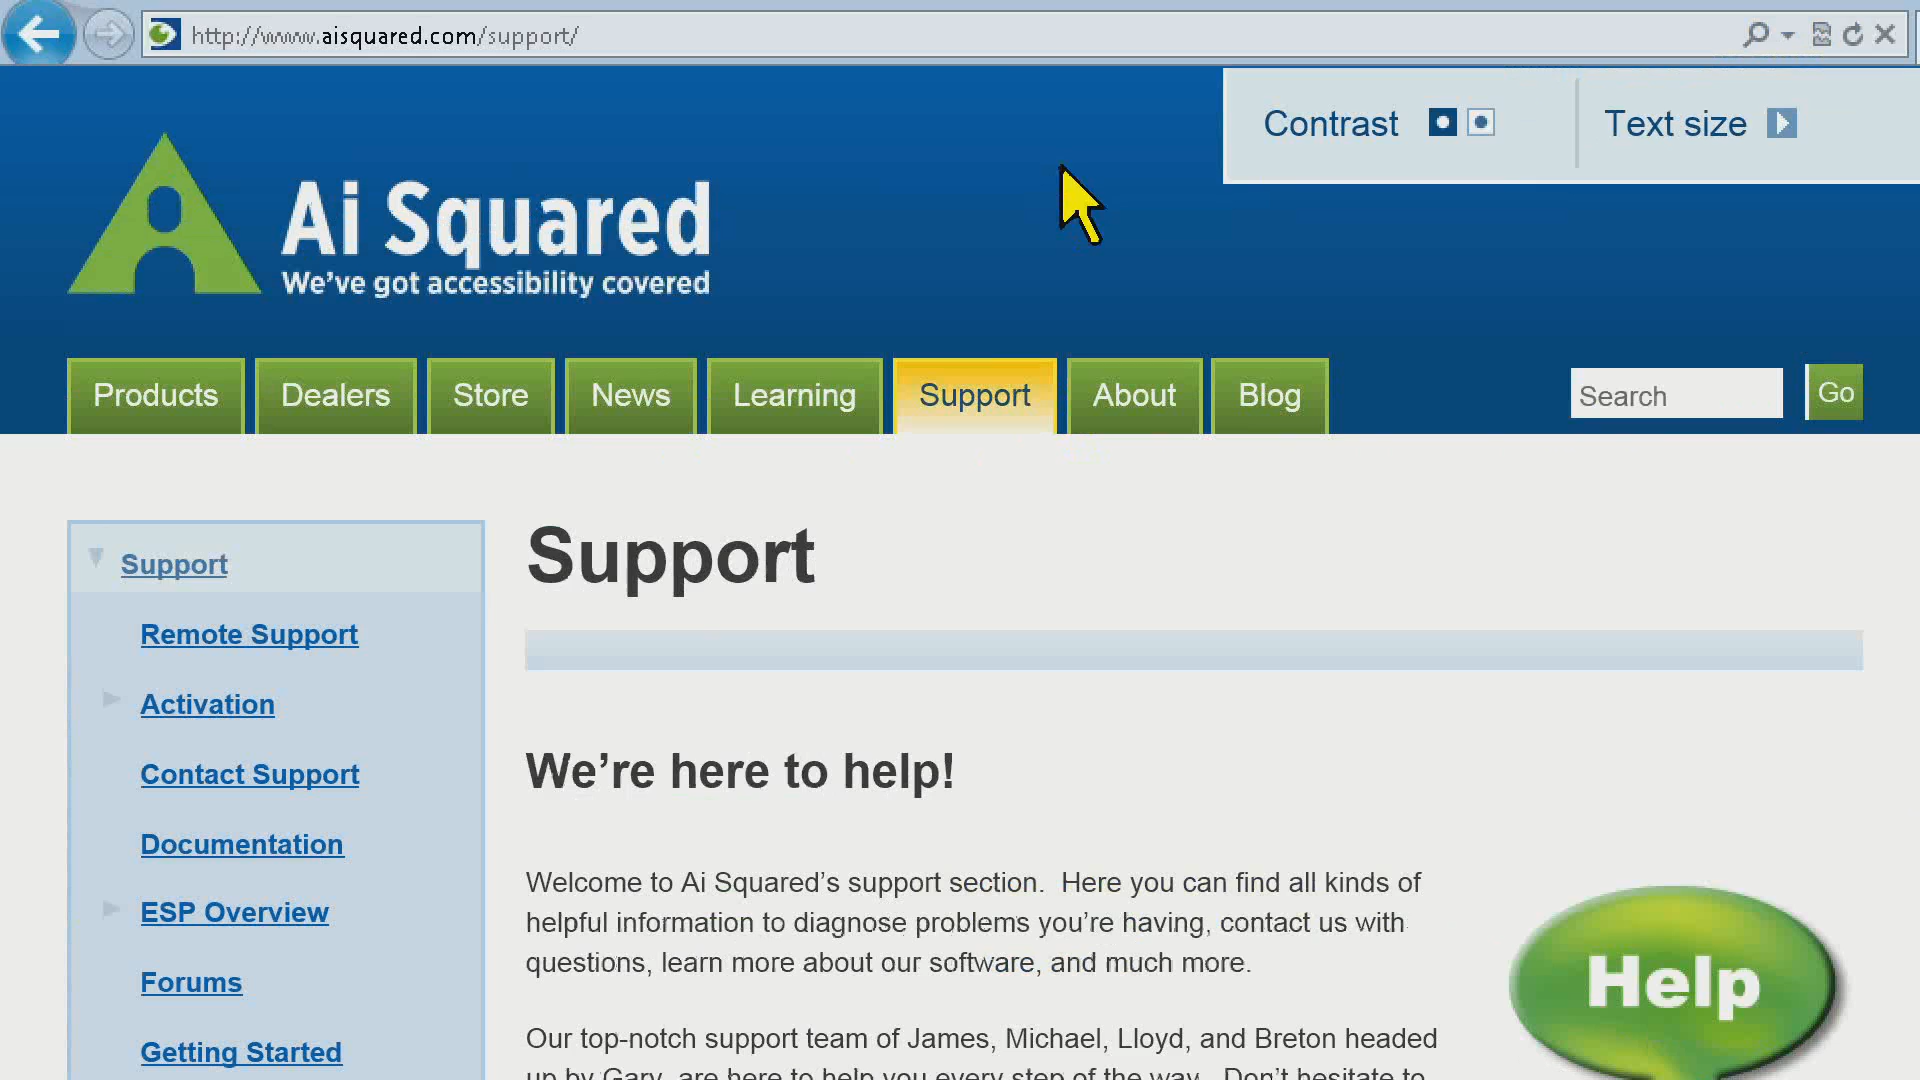 http://www.aisquared.com/support/
Contrast
Text size
Ai Squared
We've got accessibility covered
Products
Dealers
Store
News
Learning
Support
About
Blog
Search
Go
Support
Remote Support
Activation
Contact Support
Documentation
ESP Overview
Forums
Getting Started
Support
We’re here to help!
Welcome to Ai Squared’s support section.  Here you can find all kinds of
helpful information to diagnose problems you’re having, contact us with
questions, learn more about our software, and much more.
Our top-notch support team of James, Michael, Lloyd, and Breton headed
up by Gary, are here to help you every step of the way.  Don’t hesitate to
Help